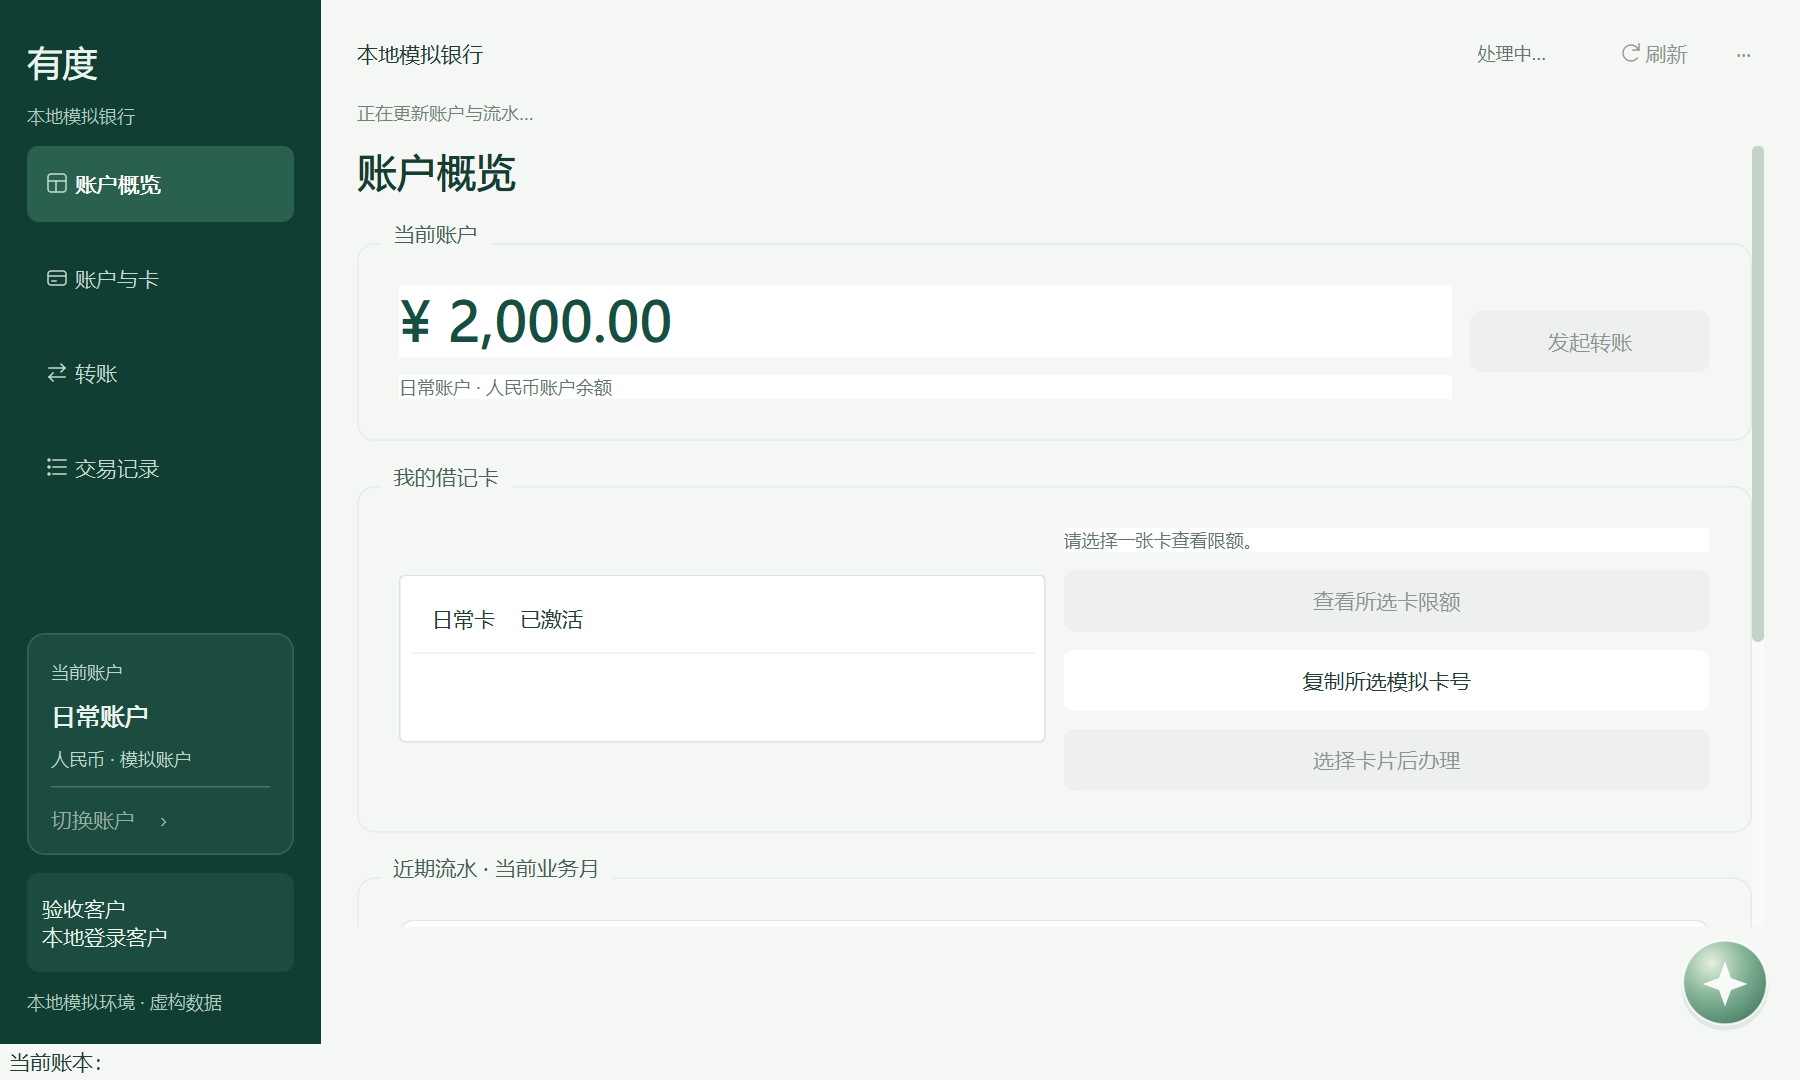 有度
本地模拟银行
账户概览
账户与卡
转账
交易记录
当前账户
日常账户
人民币 · 模拟账户
切换账户 ›
验收客户
本地登录客户
本地模拟环境 · 虚构数据
当前账本：
本地模拟银行
处理中...
刷新
...
正在更新账户与流水...
账户概览
当前账户
¥ 2,000.00
日常账户 · 人民币账户余额
发起转账
我的借记卡
日常卡 已激活
请选择一张卡查看限额。
查看所选卡限额
复制所选模拟卡号
选择卡片后办理
近期流水 · 当前业务月